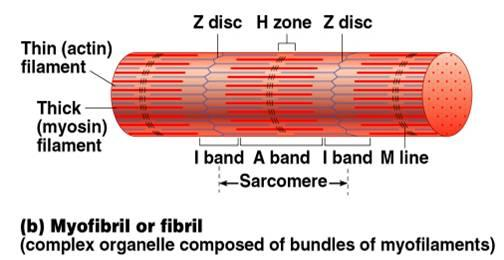 Z disc H zone Z disc
Thin (actin)
filament
Thick
(myosin)
filament
I band A band I band M line
Sarcomere
(b) Myofibril or fibril
(complex organelle composed of bundles of myofilaments)